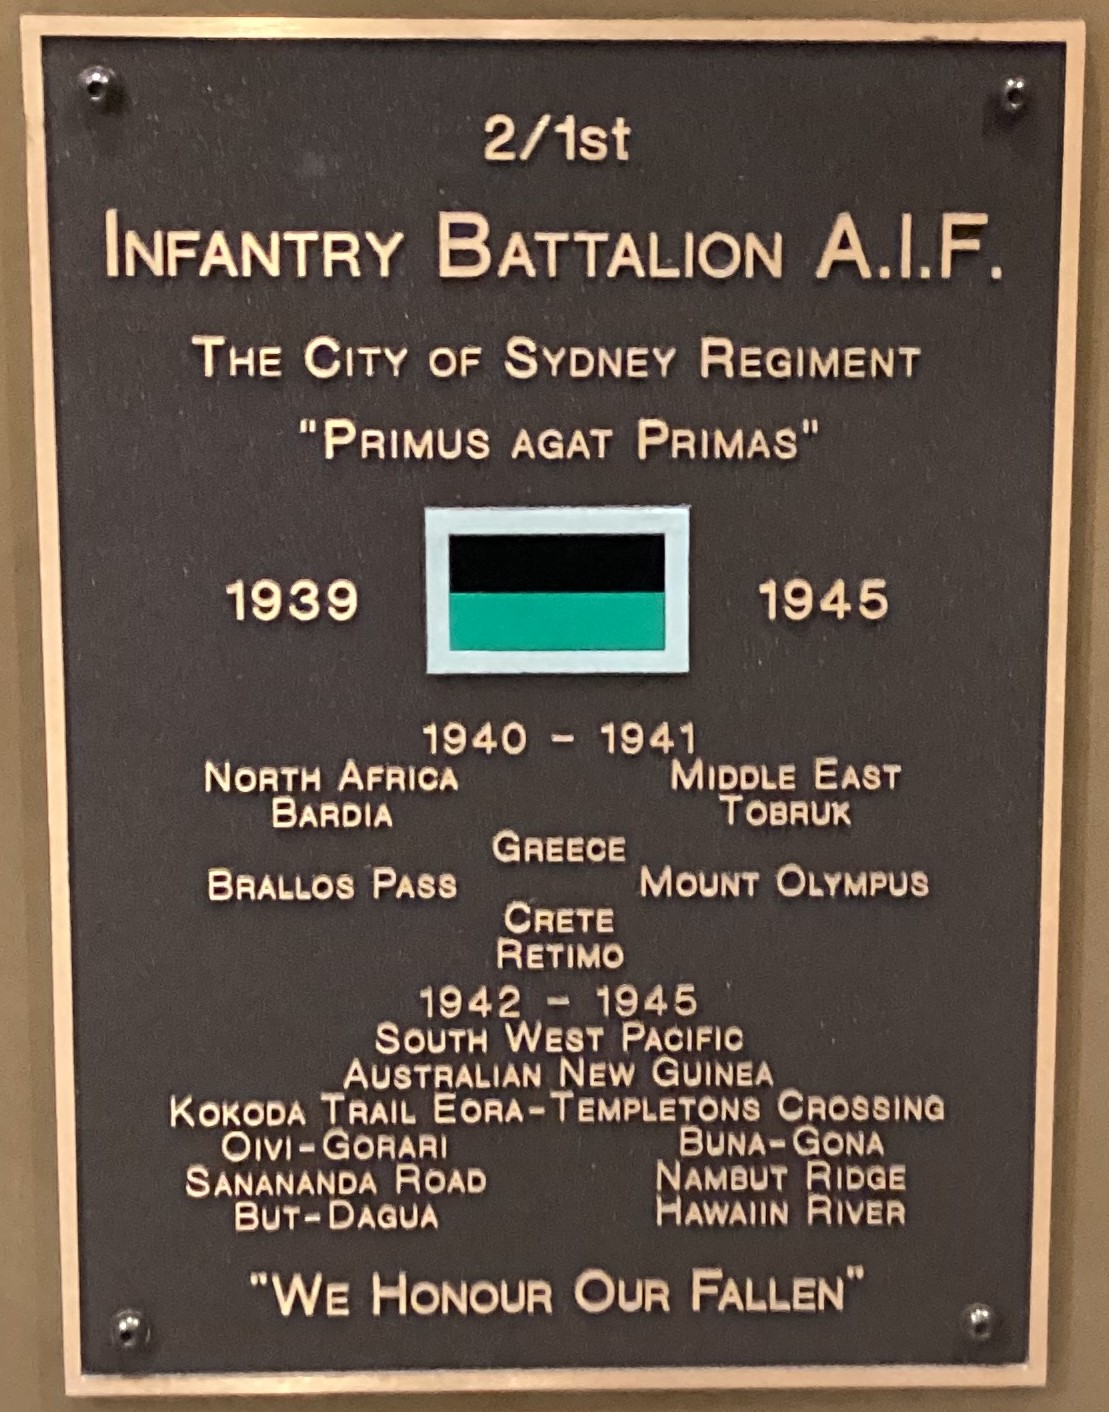 2/1st
INFANTRY BATTALION A.I.F.
THE CITY OF SYDNEY REGIMENT
"PRIMUS AGAT PRIMAS"
1939 1945
1940 - 1941
NORTH AFRICA MIDDLE EAST
BARDIA TOBRUK
GREECE
BRALLOS PASS MOUNT OLYMPUS
CRETE
RETIMO
1942 - 1945
SOUTH WEST PACIFIC
AUSTRALIAN NEW GUINEA
KOKODA TRAIL EORA-TEMPLETONS CROSSING
OIVI-GORARI BUNA-GONA
SANANANDA ROAD NAMBUT RIDGE
BUT-DAGUA HAWAIIN RIVER
"WE HONOUR OUR FALLEN"